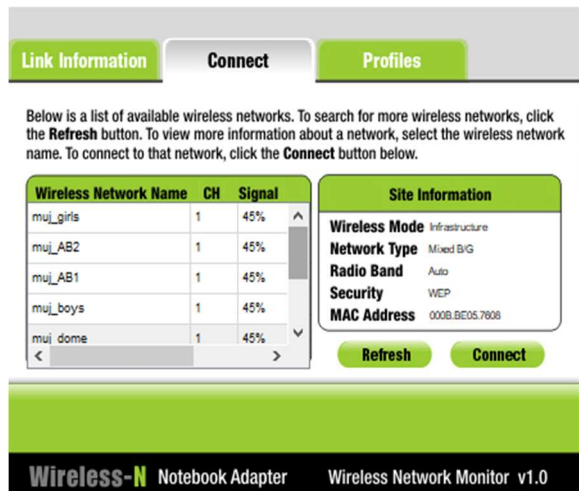 Link Information Connect Profiles
Below is a list of available wireless networks. To search for more wireless networks, click
the Refresh button. To view more information about a network, select the wireless network
name. To connect to that network, click the Connect button below.
Wireless Network Name CH Signal
muj_girls 1 45%
muj_AB2 1 45%
muj_AB1 1 45%
muj_boys 1 45%
muj_dome 1 45%
Site Information
Wireless Mode Infrastructure
Network Type Mixed B/G
Radio Band Auto
Security WEP
MAC Address 000B.BE05.7608
Refresh Connect
Wireless-N Notebook Adapter Wireless Network Monitor v1.0